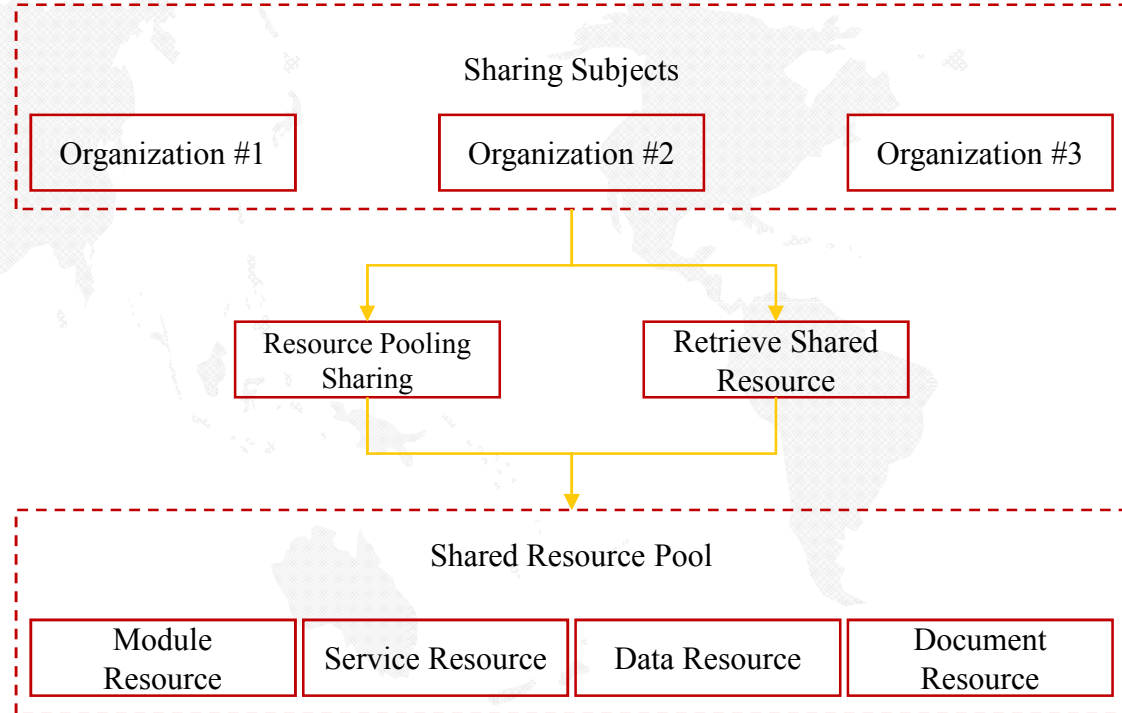 Sharing Subjects
Organization #1
Organization #2
Organization #3
Resource Pooling
Sharing
Retrieve Shared
Resource
Shared Resource Pool
Module
Resource
Service Resource
Data Resource
Document
Resource